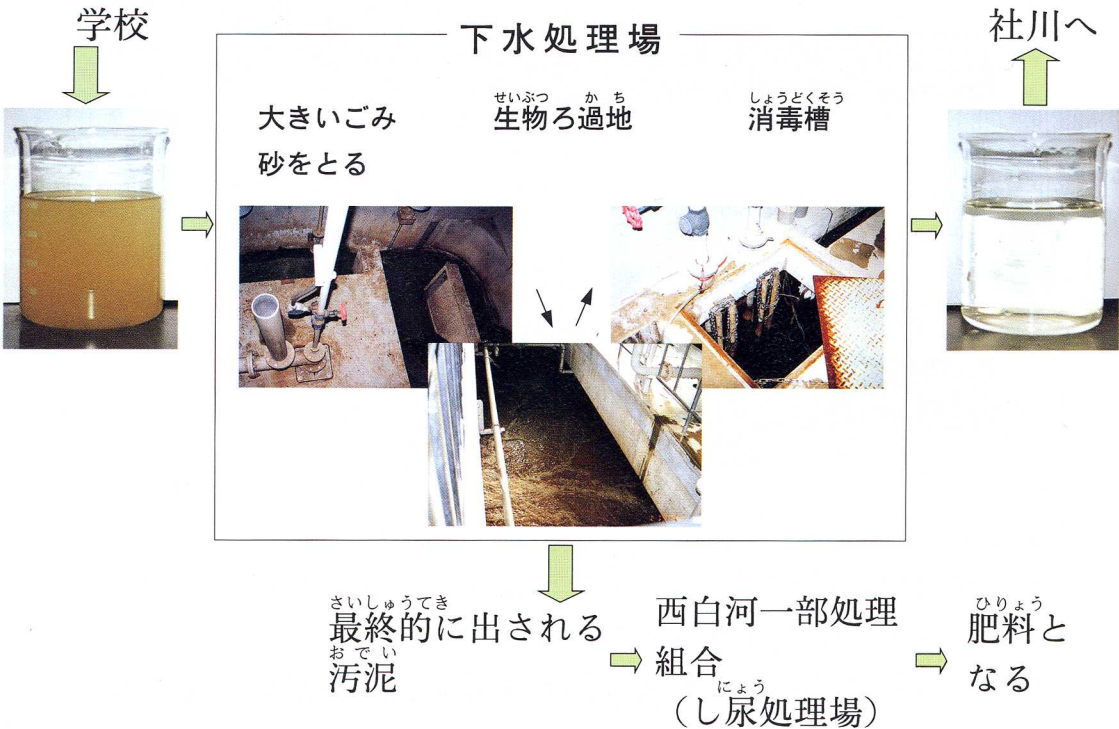 学校
下水処理場
社川へ
大きいごみ
砂をとる
せいぶつ か ち
生物ろ過地
しょうどくそう
消毒槽
さいしゅうてき
最終的に出される
おでい
汚泥
西白河一部処理
組合
にょう
（し尿処理場）
ひりょう
肥料と
なる